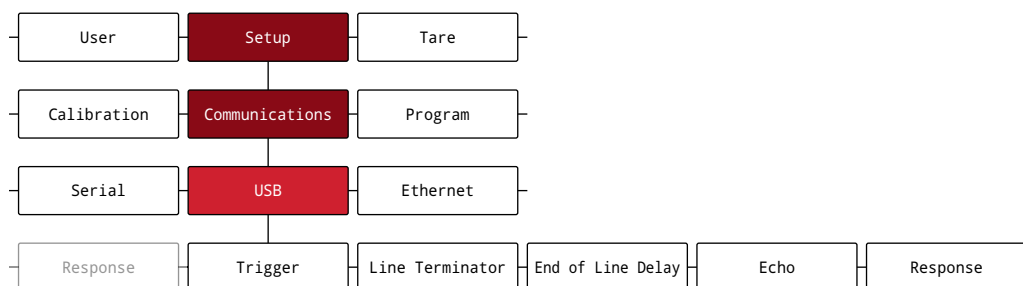 User Setup Tare
Calibration Communications Program
Serial USB Ethernet
Response Trigger Line Terminator End of Line Delay Echo Response